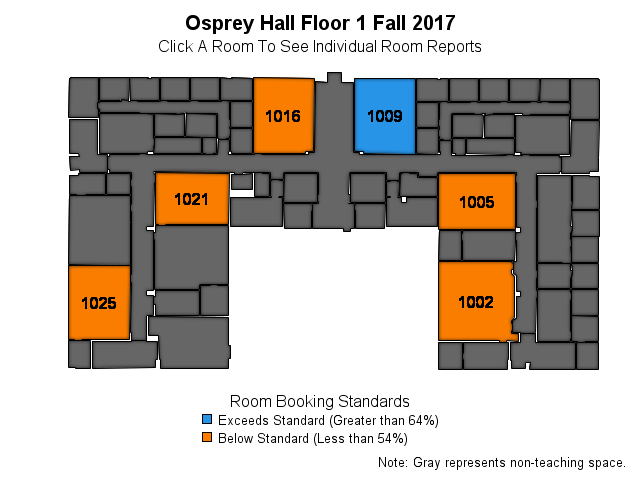 Osprey Hall Floor 1 Fall 2017
Click A Room To See Individual Room Reports
1016
1009
1021
1005
1025
1002
Room Booking Standards
Exceeds Standard (Greater than 64%)
Below Standard (Less than 54%)
Note: Gray represents non-teaching space.